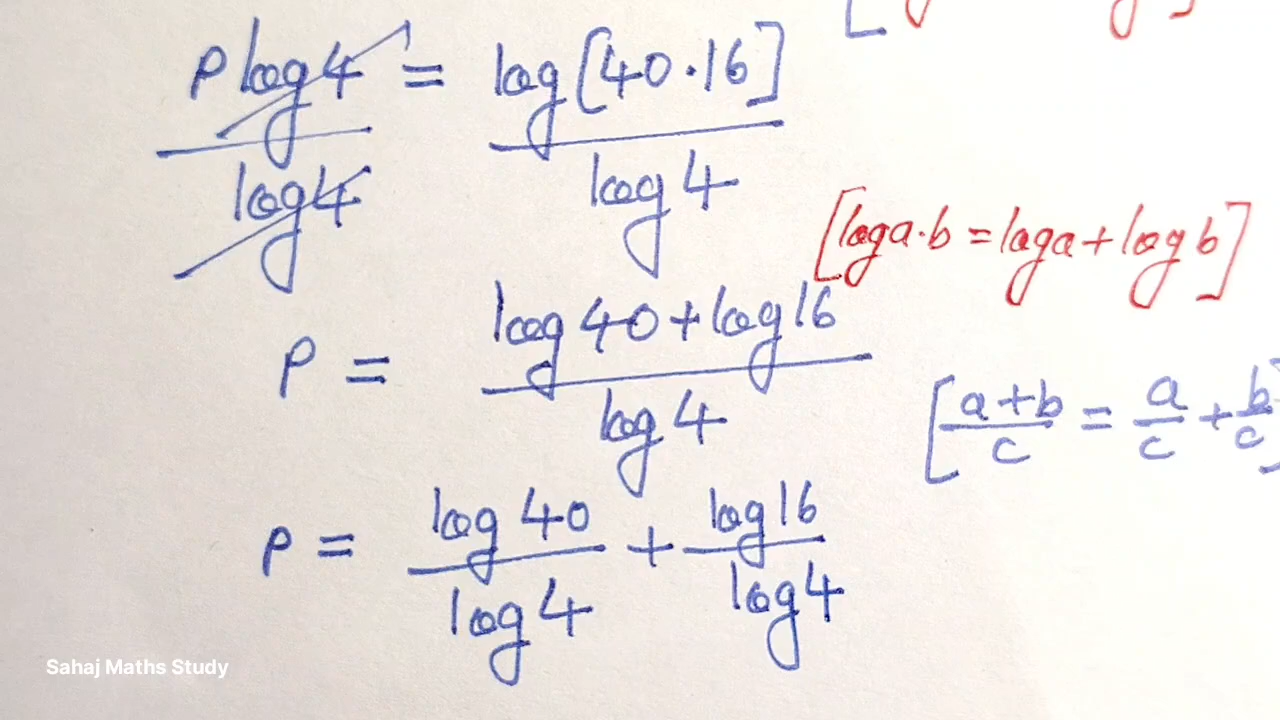 p log 4 / log 4 = log [40·16] / log 4
[log a·b = log a + log b]
p = log 40 + log 16 / log 4
[a+b / c = a/c + b/c]
p = log 40 / log 4 + log 16 / log 4
Sahaj Maths Study